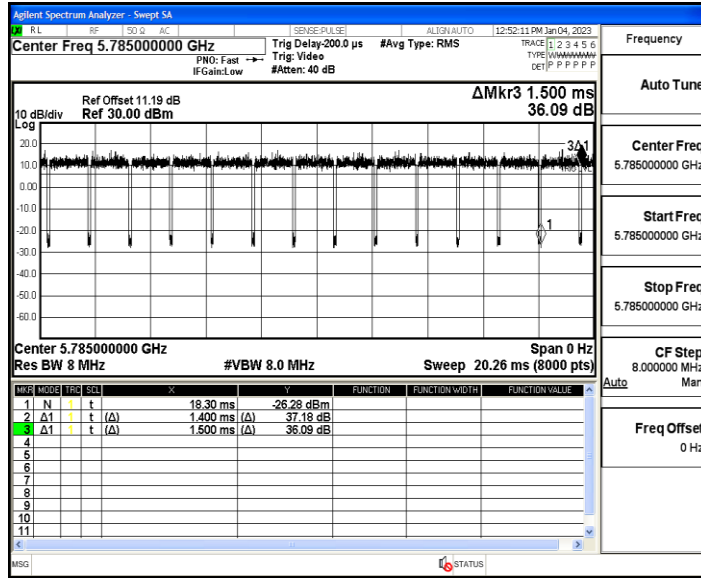 Agilent Spectrum Analyzer - Swept SA
RL RF 50 Ω AC SENSE:PULSE ALIGNAUTO 12:52:11 PM Jan 04, 2023
Center Freq 5.785000000 GHz
PNO: Fast
IFGain:Low
Trig Delay-200.0 µs
Trig: Video
#Atten: 40 dB
#Avg Type: RMS
TRACE 1 2 3 4 5 6
TYPE
DET P P P P P P
Ref Offset 11.19 dB
Ref 30.00 dBm
10 dB/div
Log
ΔMkr3 1.500 ms
36.09 dB
20.0
10.0
0.00
-10.0
-20.0
-30.0
-40.0
-50.0
-60.0
3Δ1
1
Center 5.785000000 GHz Span 0 Hz
Res BW 8 MHz #VBW 8.0 MHz Sweep 20.26 ms (8000 pts)
MKR MODE TRC SCL X Y FUNCTION FUNCTION WIDTH FUNCTION VALUE
1 N 1 t 18.30 ms -26.28 dBm
2 Δ1 1 t (Δ) 1.400 ms (Δ) 37.18 dB
3 Δ1 1 t (Δ) 1.500 ms (Δ) 36.09 dB
4
5
6
7
8
9
10
11
MSG STATUS
Frequency
Auto Tune
Center Freq
5.785000000 GHz
Start Freq
5.785000000 GHz
Stop Freq
5.785000000 GHz
CF Step
8.000000 MHz
Auto Man
Freq Offset
0 Hz